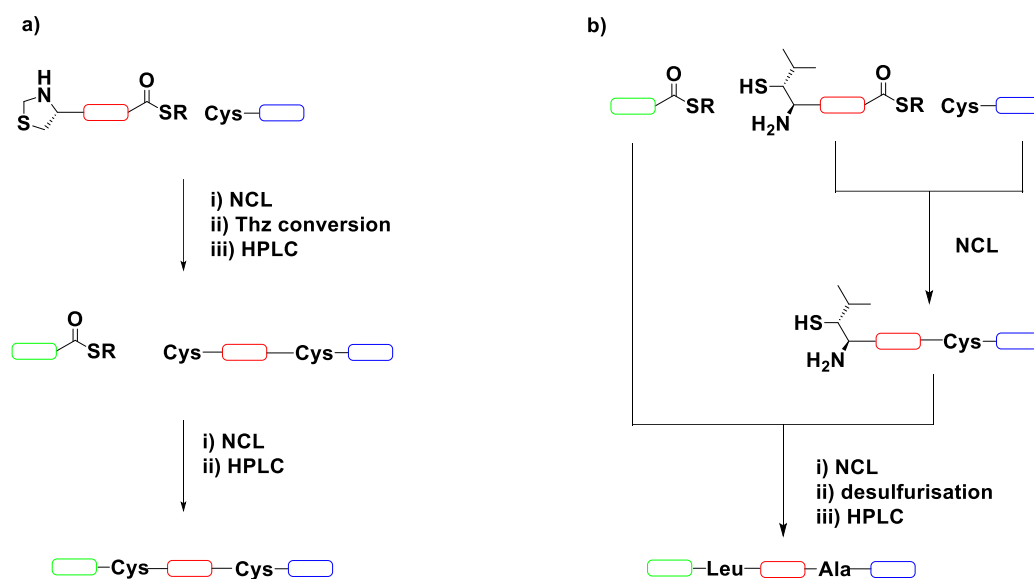 a)
H
N
S
O
SR
Cys
i) NCL
ii) Thz conversion
iii) HPLC
O
SR
Cys
Cys
i) NCL
ii) HPLC
Cys
Cys
b)
O
SR
HS
H2N
O
SR
Cys
NCL
HS
H2N
Cys
i) NCL
ii) desulfurisation
iii) HPLC
Leu
Ala